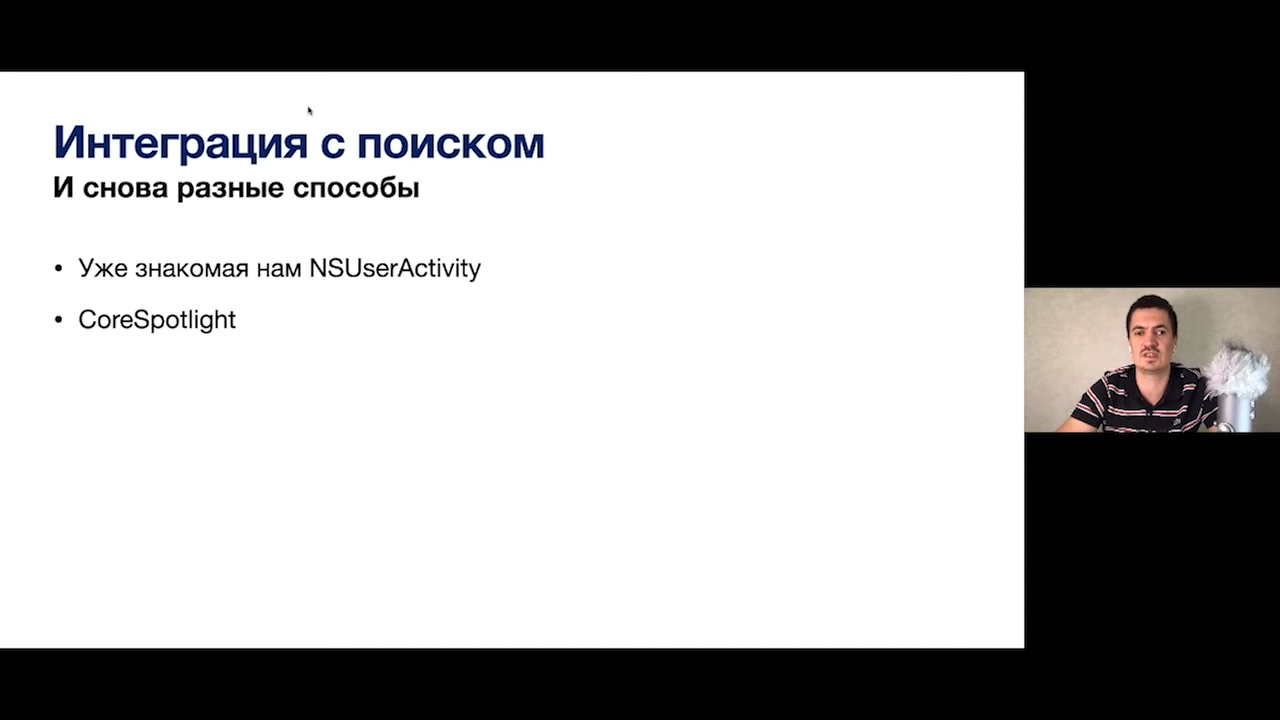 Интеграция с поиском
И снова разные способы
• Уже знакомая нам NSUserActivity
• CoreSpotlight